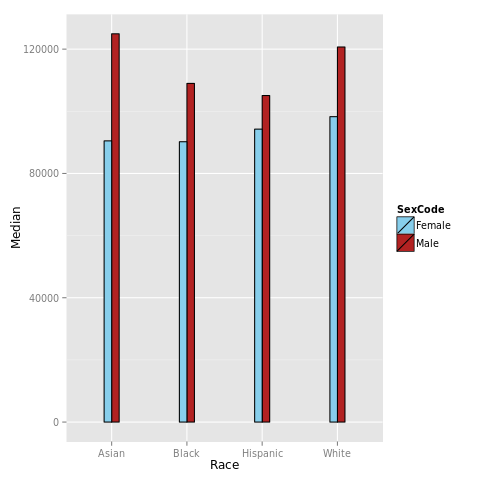 120000
80000
40000
0
Median
Asian Black Hispanic White
Race
SexCode
Female
Male